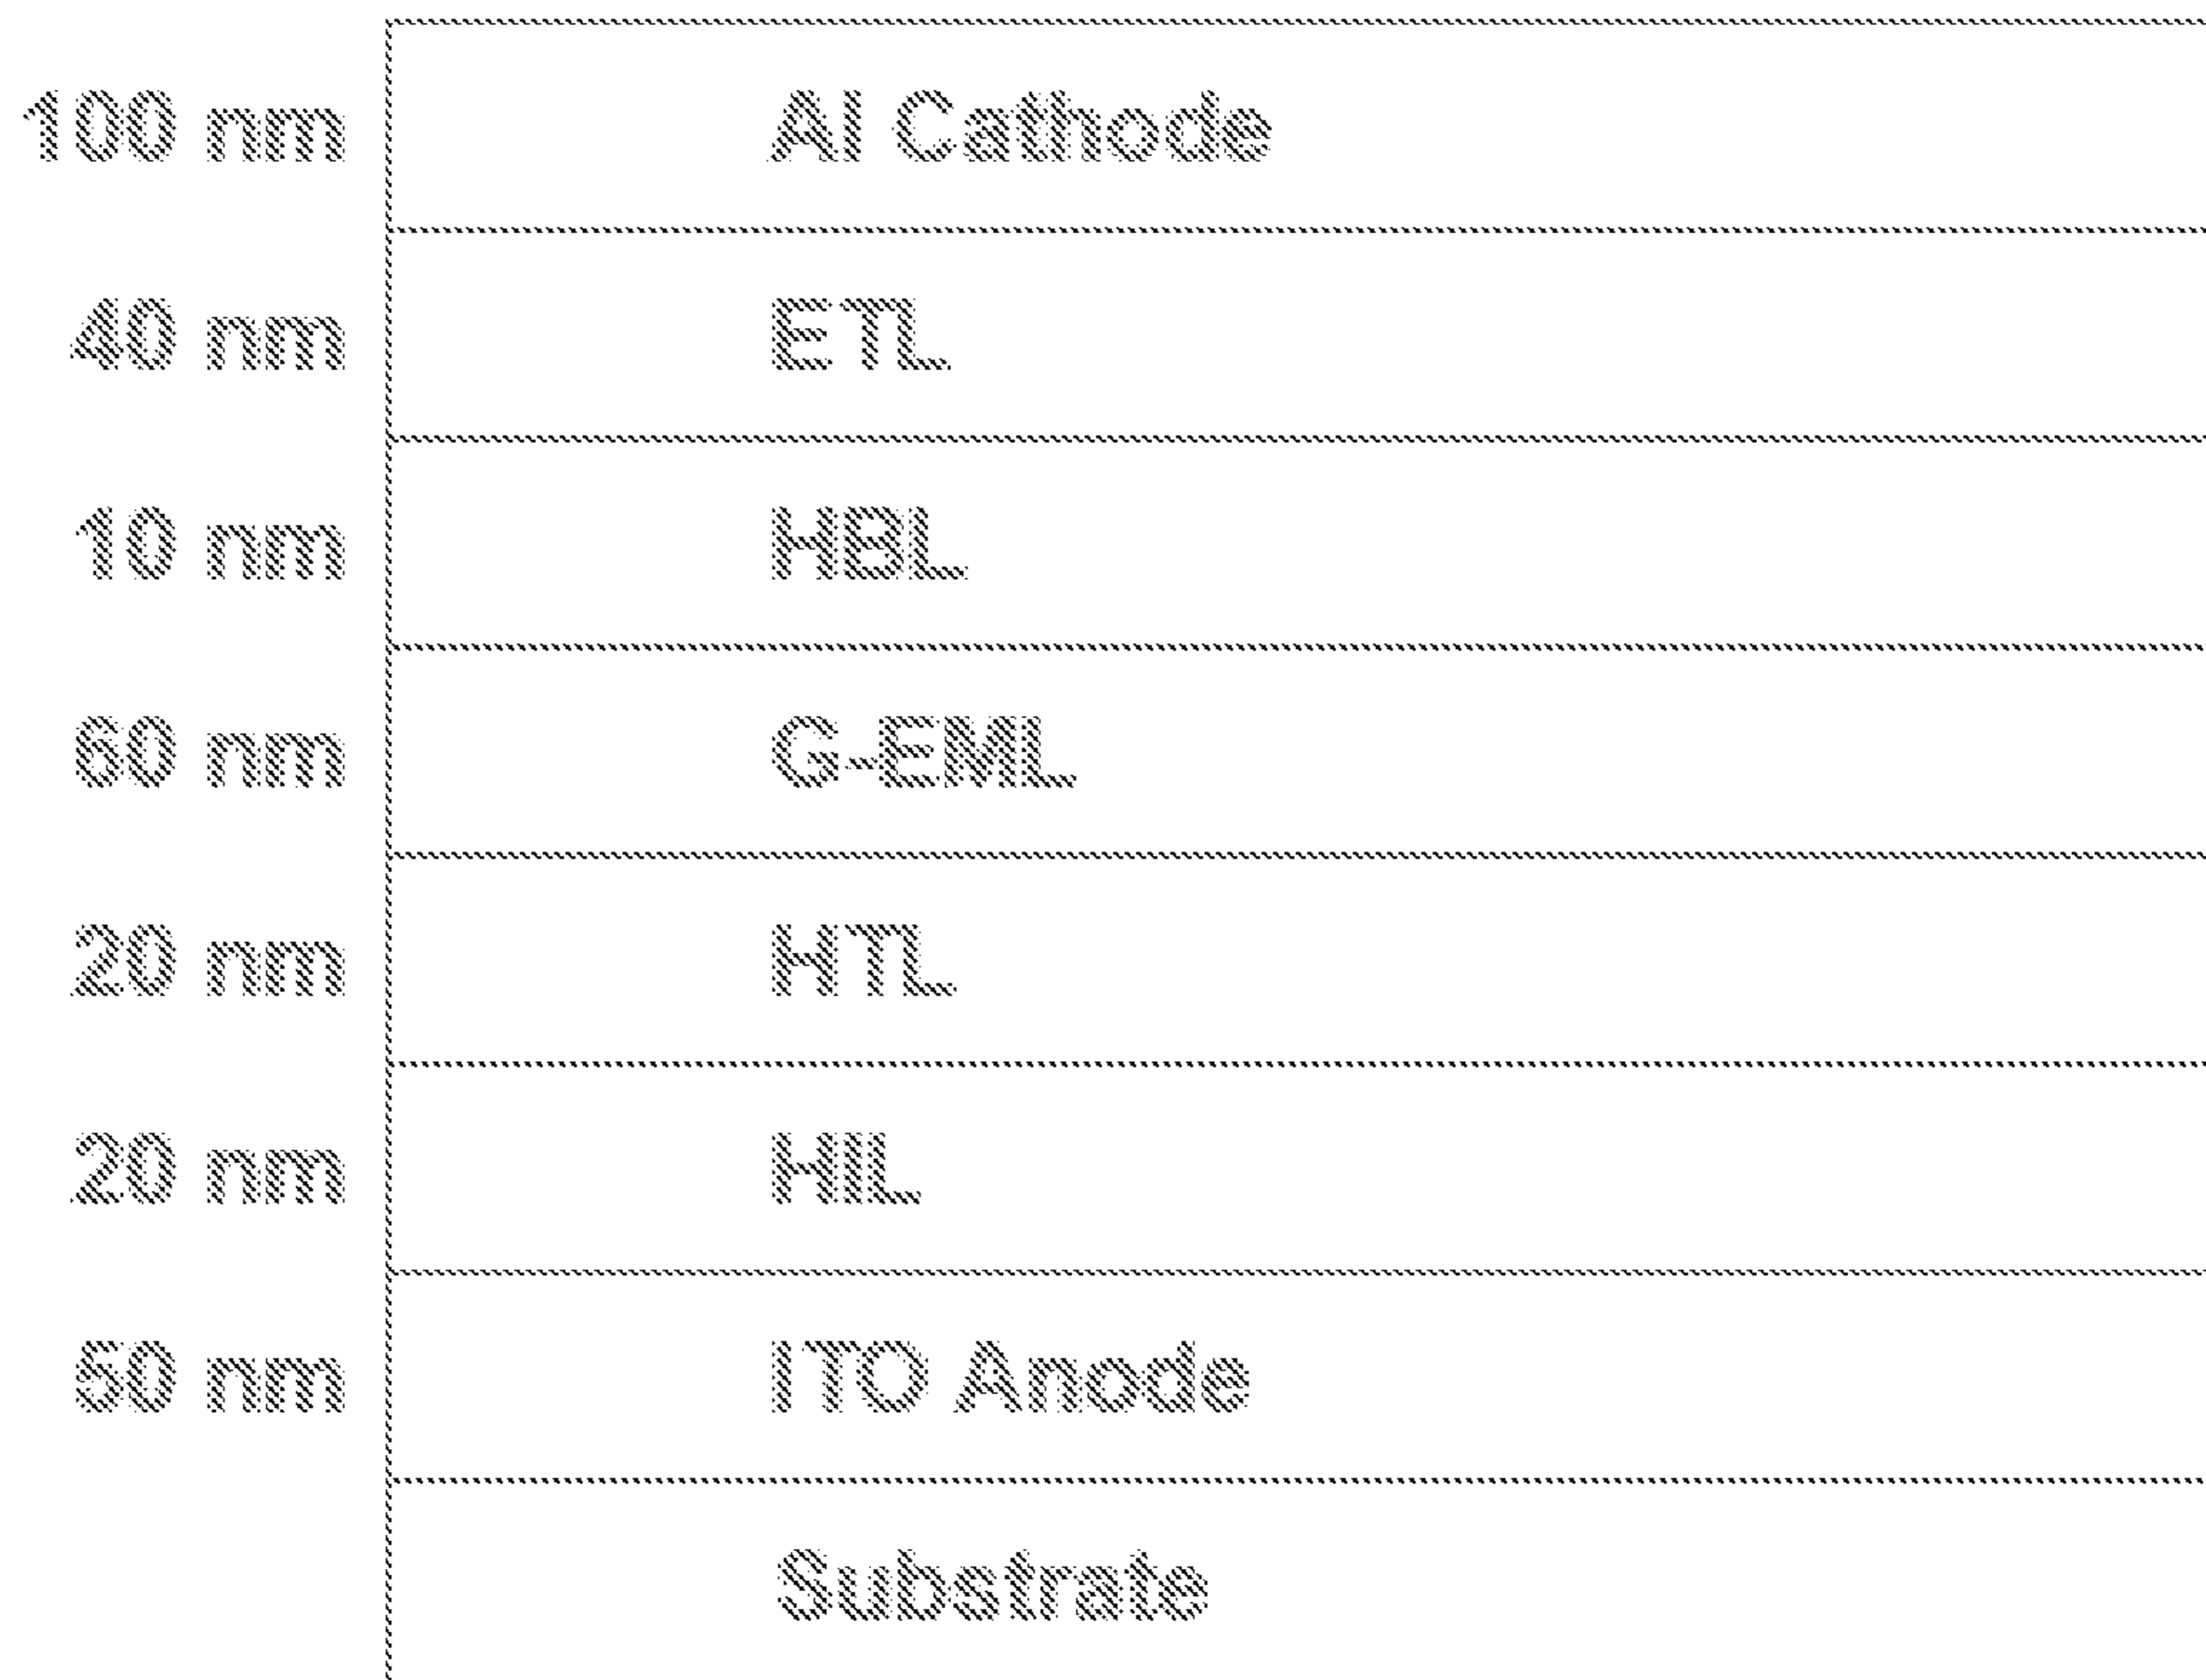 100 nm Al Cathode
40 nm ETL
10 nm HBL
60 nm G-EML
20 nm HTL
20 nm HIL
50 nm ITO Anode
Substrate